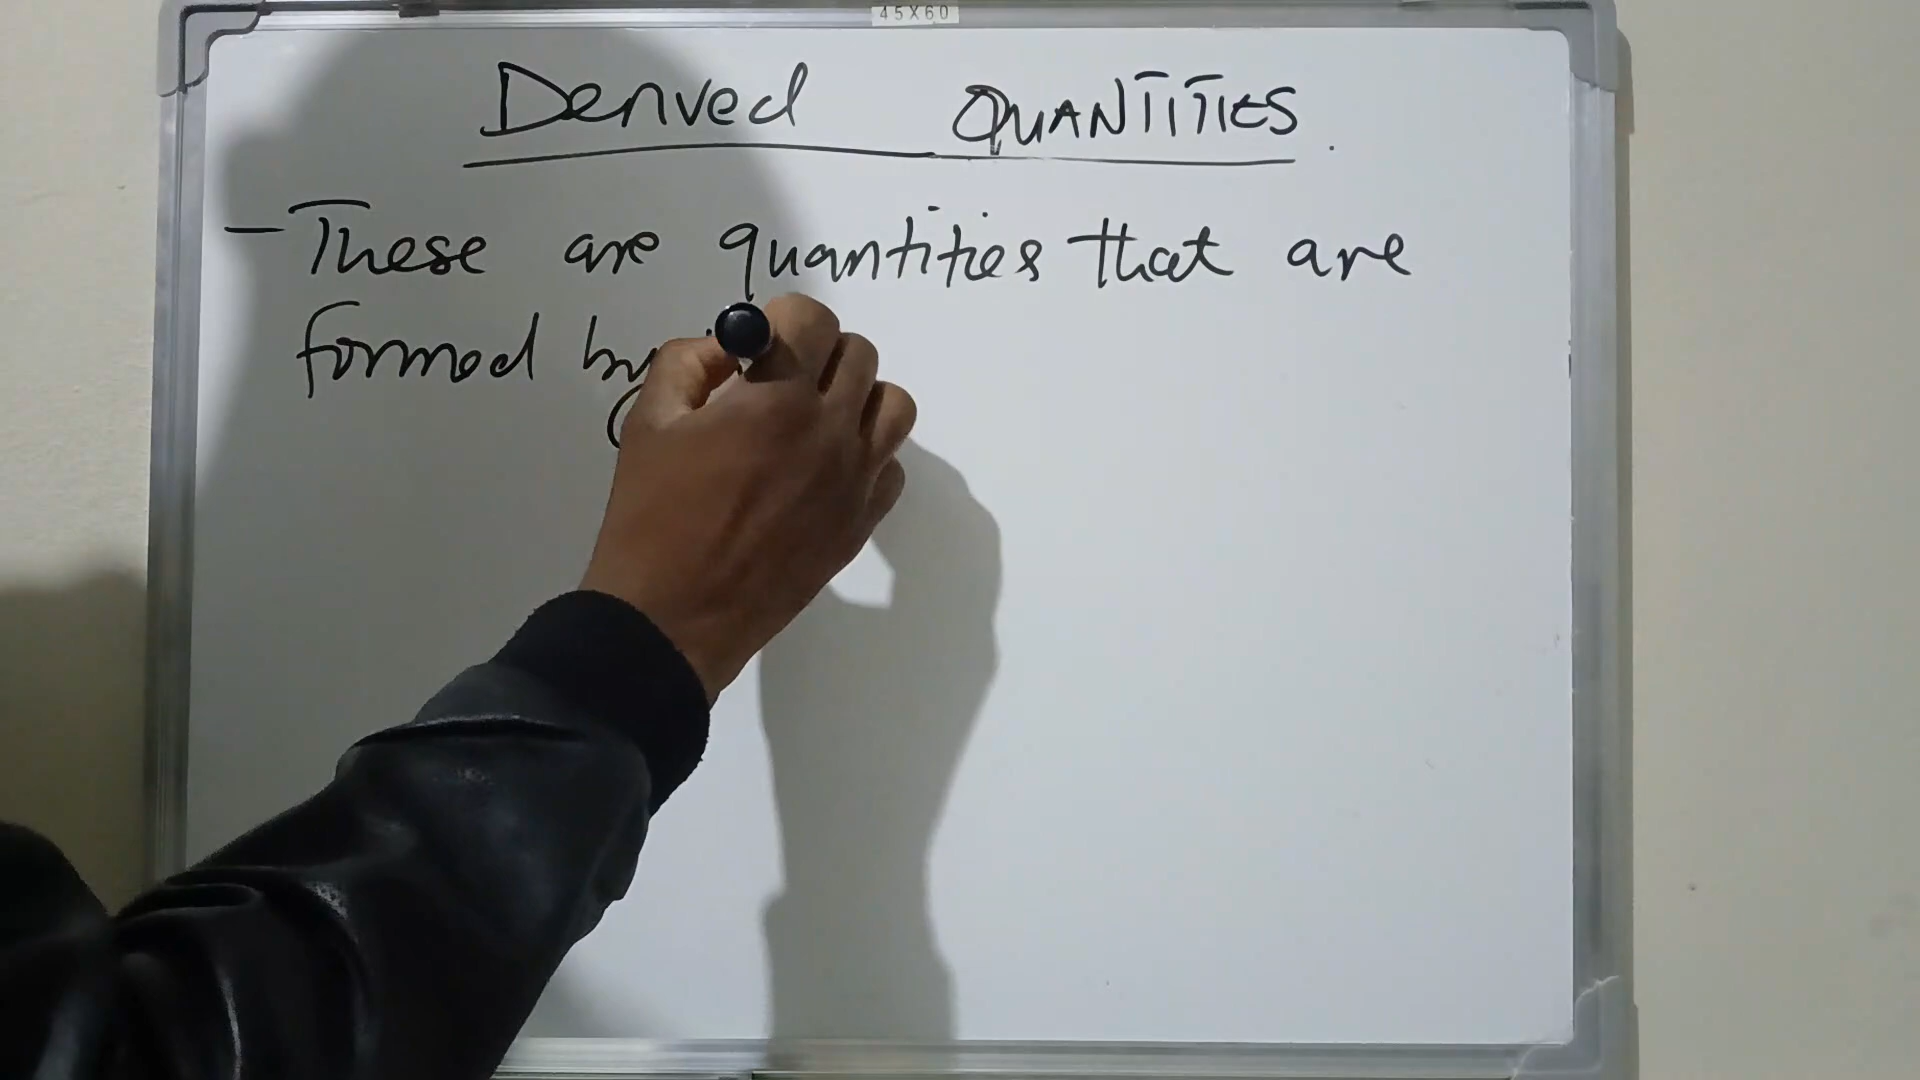 45X60
Derived QUANTITIES.
- These are quantities that are
formed by